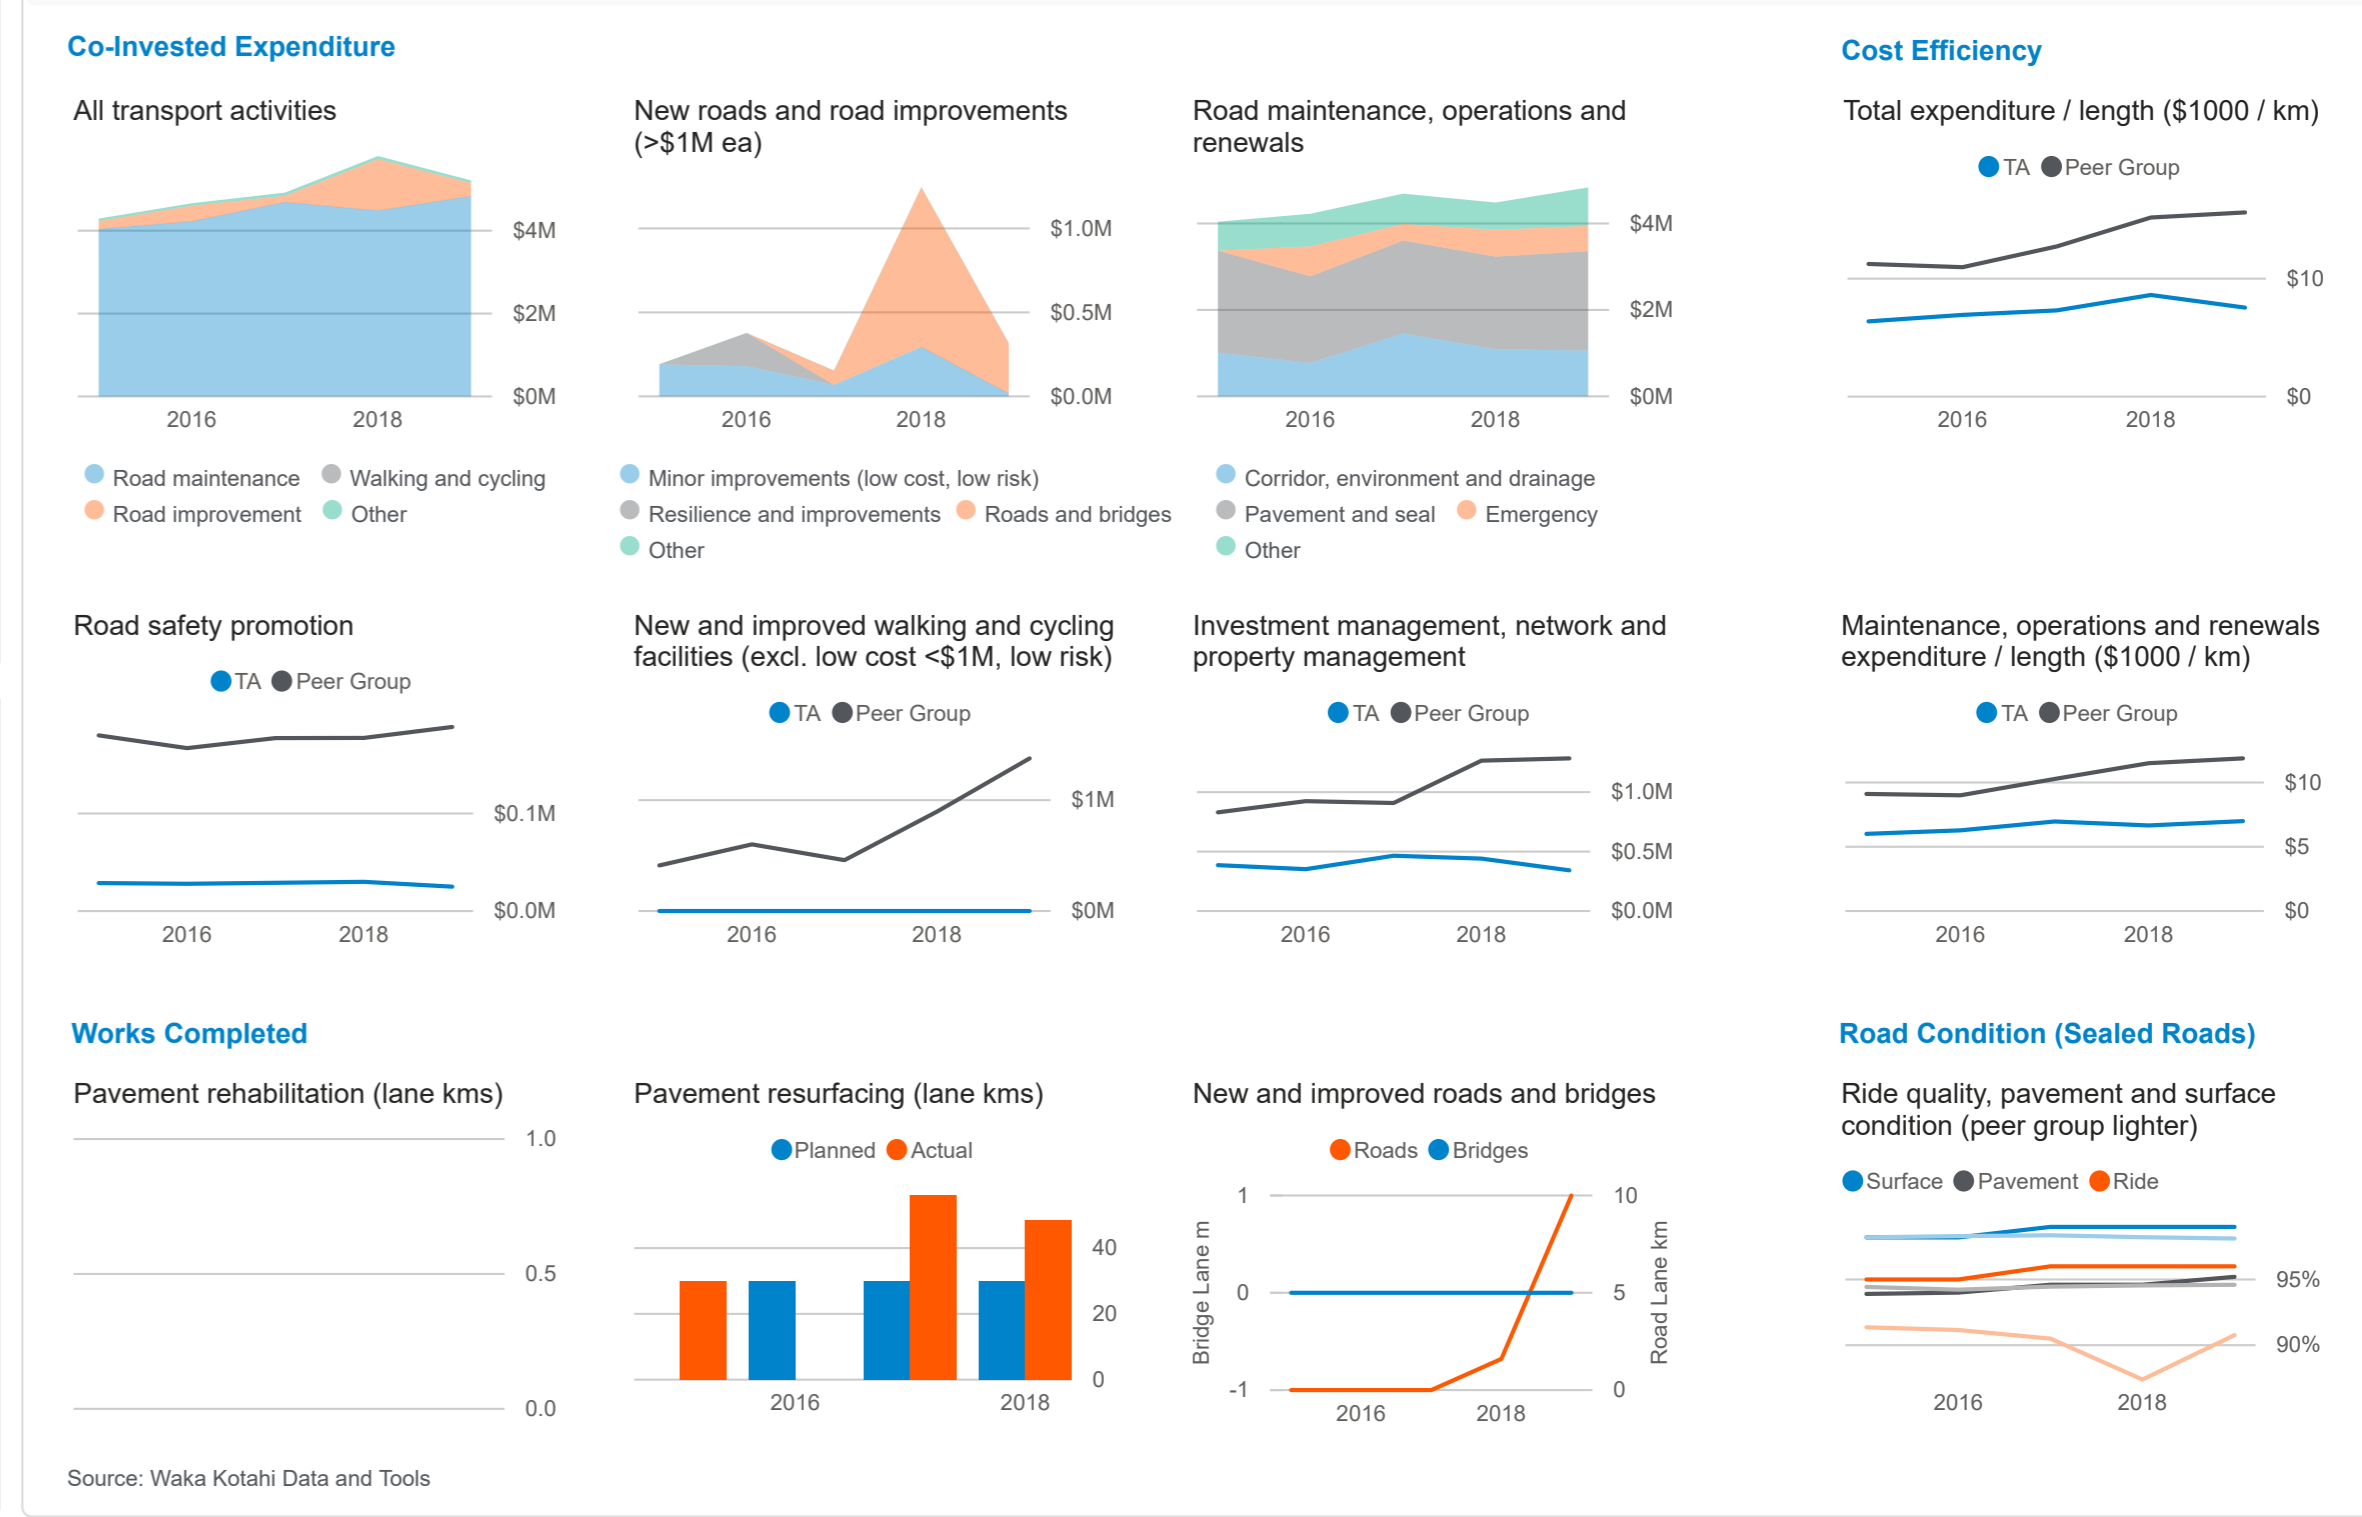 Co-Invested Expenditure
Cost Efficiency
All transport activities
$4M
$2M
$0M
2016 2018
Road maintenance Walking and cycling
Road improvement Other
New roads and road improvements
(>$1M ea)
$1.0M
$0.5M
$0.0M
2016 2018
Minor improvements (low cost, low risk)
Resilience and improvements Roads and bridges
Other
Road maintenance, operations and
renewals
$4M
$2M
$0M
2016 2018
Corridor, environment and drainage
Pavement and seal Emergency
Other
Total expenditure / length ($1000 / km)
TA Peer Group
$10
$0
2016 2018
Road safety promotion
TA Peer Group
$0.1M
$0.0M
2016 2018
New and improved walking and cycling
facilities (excl. low cost <$1M, low risk)
TA Peer Group
$1M
$0M
2016 2018
Investment management, network and
property management
TA Peer Group
$1.0M
$0.5M
$0.0M
2016 2018
Maintenance, operations and renewals
expenditure / length ($1000 / km)
TA Peer Group
$10
$5
$0
2016 2018
Works Completed
Road Condition (Sealed Roads)
Pavement rehabilitation (lane kms)
1.0
0.5
0.0
Pavement resurfacing (lane kms)
Planned Actual
40
20
0
2016 2018
New and improved roads and bridges
Roads Bridges
1 10
0 5
-1 0
Bridge Lane m
Road Lane km
2016 2018
Ride quality, pavement and surface
condition (peer group lighter)
Surface Pavement Ride
95%
90%
2016 2018
Source: Waka Kotahi Data and Tools